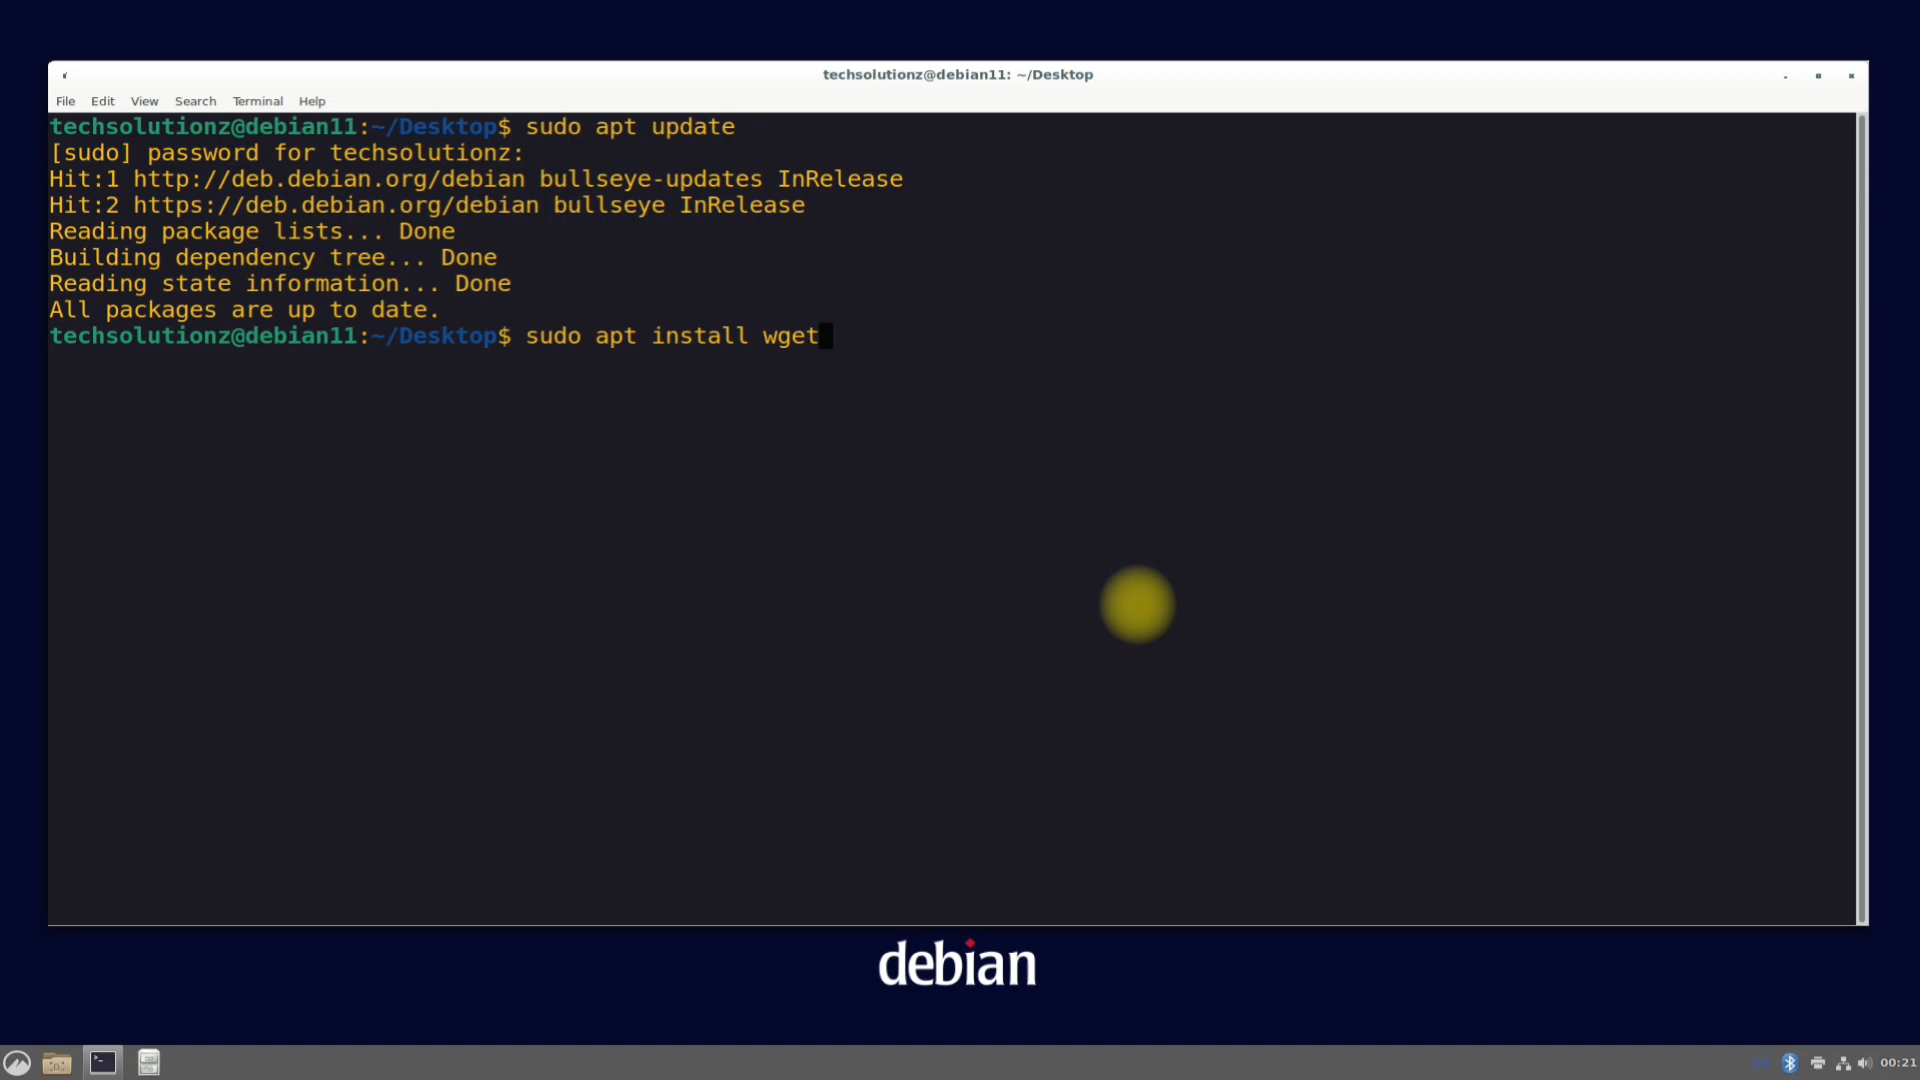 techsolutionz@debian11: ~/Desktop
File Edit View Search Terminal Help
techsolutionz@debian11:~/Desktop$ sudo apt update
[sudo] password for techsolutionz:
Hit:1 http://deb.debian.org/debian bullseye-updates InRelease
Hit:2 https://deb.debian.org/debian bullseye InRelease
Reading package lists... Done
Building dependency tree... Done
Reading state information... Done
All packages are up to date.
techsolutionz@debian11:~/Desktop$ sudo apt install wget
debian
00:21